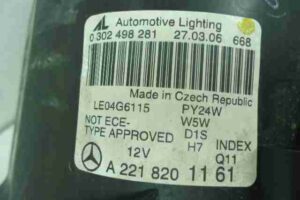 AL Automotive Lighting
0 302 498 281 27.03.06 668
Made in Czech Republic
LE04G6115 PY24W
NOT ECE- W5W
TYPE APPROVED D1S INDEX
12V H7 Q11
A 221 820 11 61